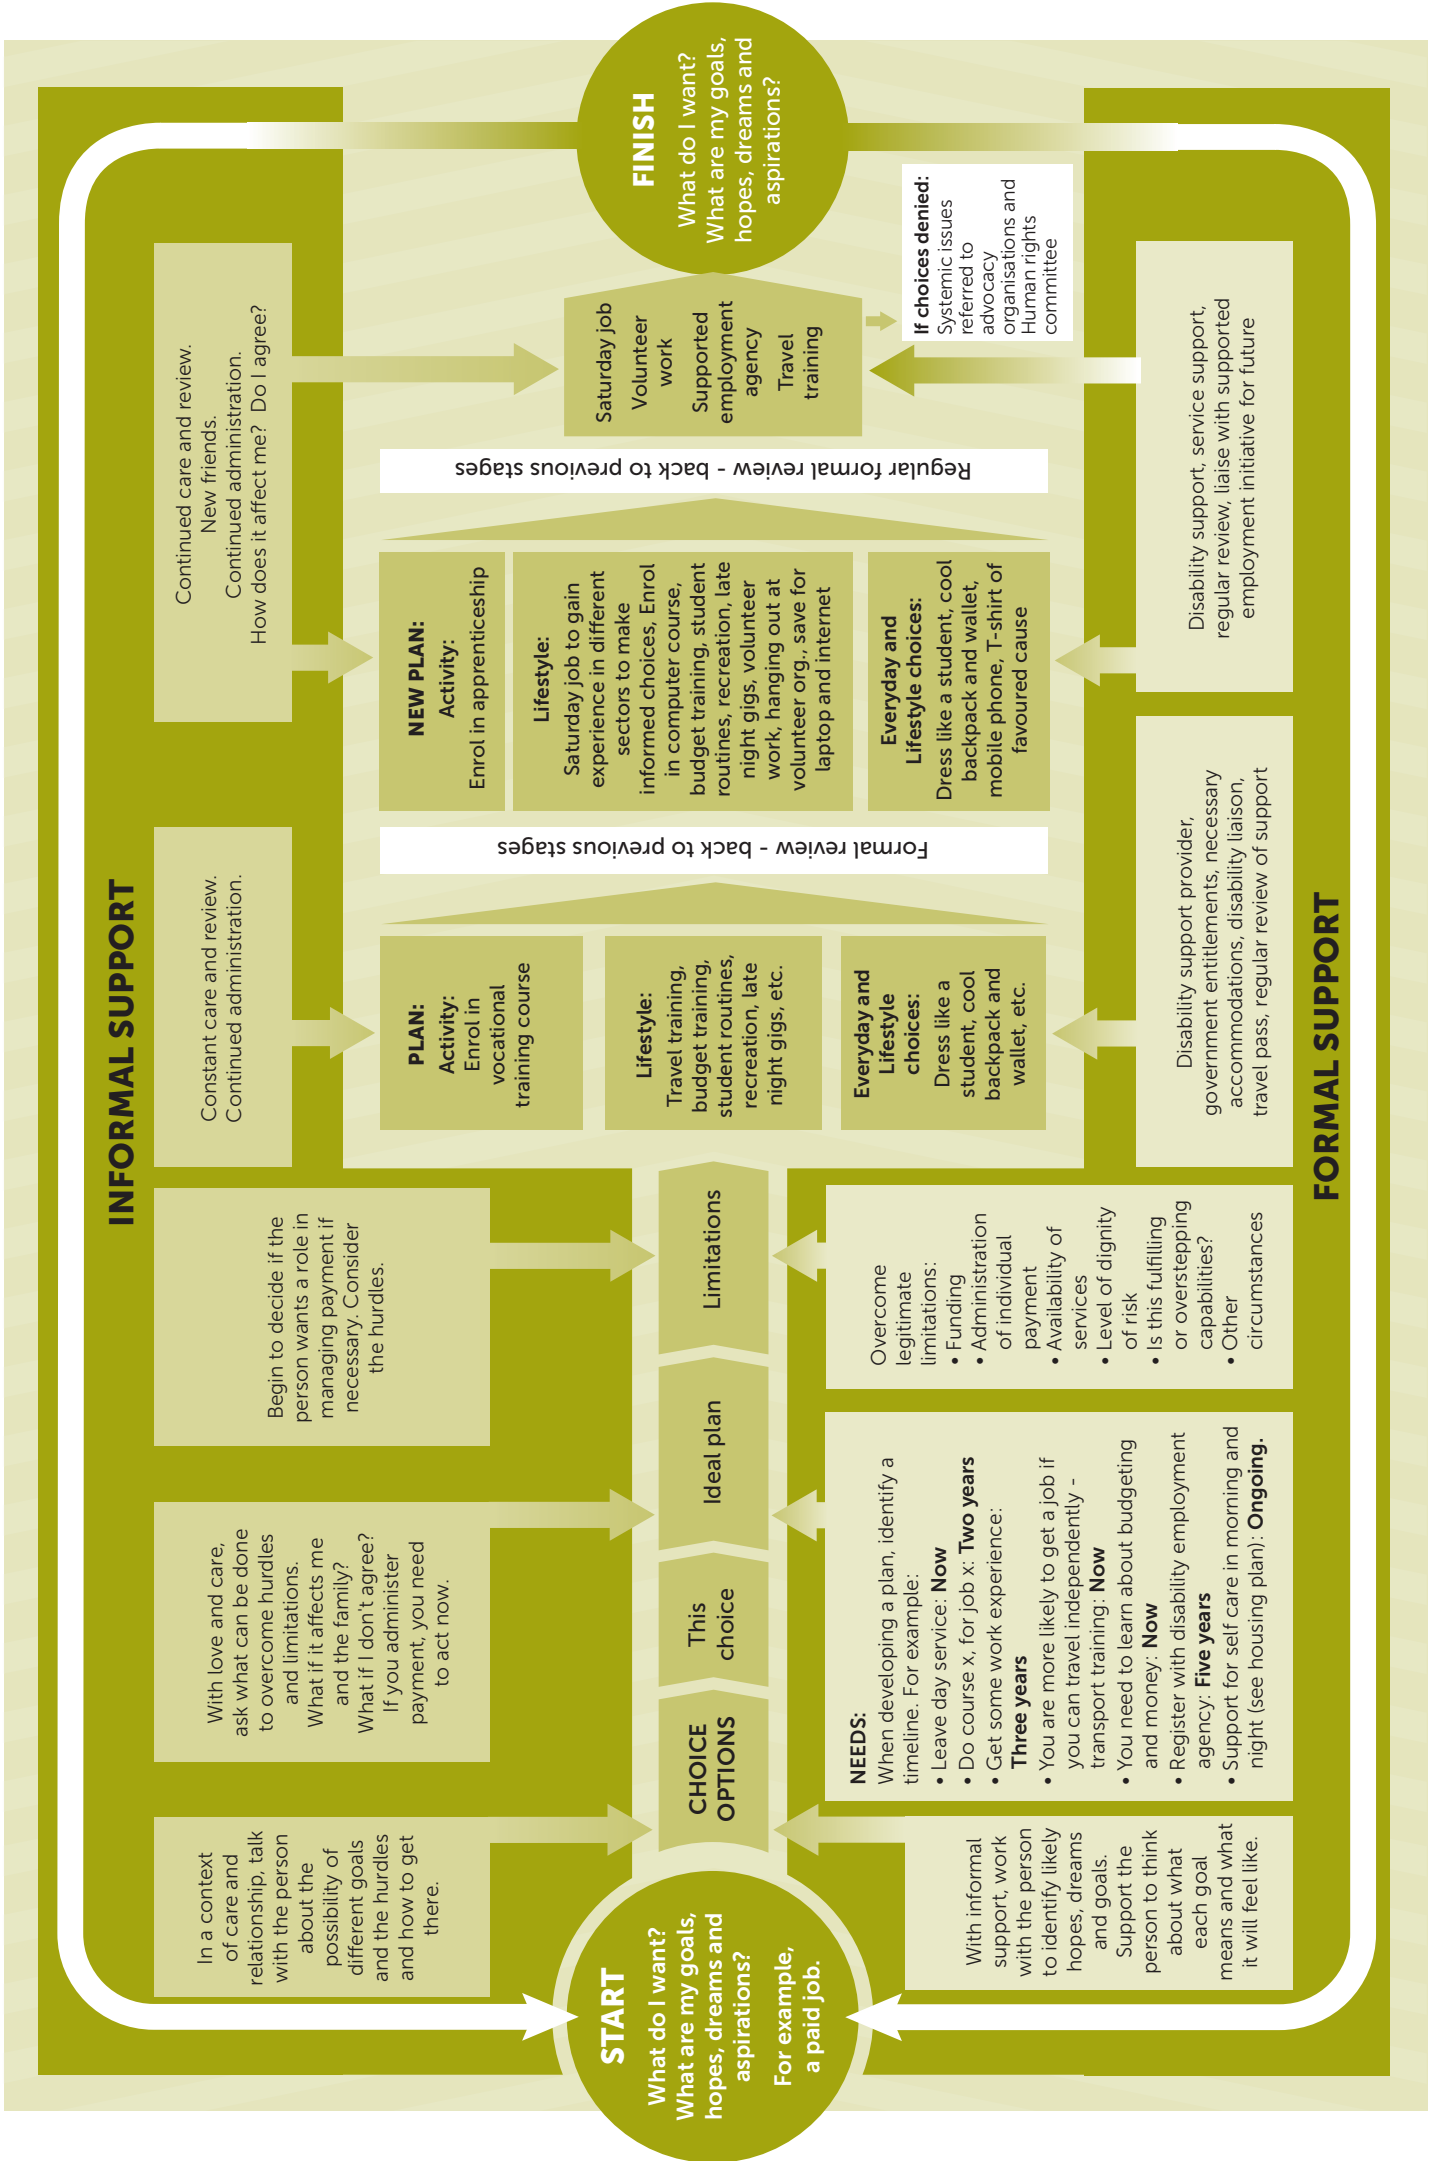 INFORMAL SUPPORT
In a context
of care and
relationship, talk
with the person
about the
possibility of
different goals
and the hurdles
and how to get
there.
With love and care,
ask what can be done
to overcome hurdles
and limitations.
What if it affects me
and the family?
What if I don't agree?
If you administer
payment, you need
to act now.
Begin to decide if the
person wants a role in
managing payment if
necessary. Consider
the hurdles.
Constant care and review.
Continued administration.
Continued care and review.
New friends.
Continued administration.
How does it affect me? Do I agree?
START
What do I want?
What are my goals,
hopes, dreams and
aspirations?
For example,
a paid job.
CHOICE
OPTIONS
This
choice
Ideal plan
Limitations
PLAN:
Activity:
Enrol in
vocational
training course
Lifestyle:
Travel training,
budget training,
student routines,
recreation, late
night gigs, etc.
Everyday and
Lifestyle
choices:
Dress like a
student, cool
backpack and
wallet, etc.
Formal review - back to previous stages
NEW PLAN:
Activity:
Enrol in apprenticeship
Lifestyle:
Saturday job to gain
experience in different
sectors to make
informed choices, Enrol
in computer course,
budget training, student
routines, recreation, late
night gigs, volunteer
work, hanging out at
volunteer org., save for
laptop and internet
Everyday and
Lifestyle choices:
Dress like a student, cool
backpack and wallet,
mobile phone, T-shirt of
favoured cause
Regular formal review - back to previous stages
Saturday job
Volunteer
work
Supported
employment
agency
Travel
training
If choices denied:
Systemic issues
referred to
advocacy
organisations and
Human rights
committee
FINISH
What do I want?
What are my goals,
hopes, dreams and
aspirations?
With informal
support, work
with the person
to identify likely
hopes, dreams
and goals.
Support the
person to think
about what
each goal
means and what
it will feel like.
NEEDS:
When developing a plan, identify a
timeline. For example:
• Leave day service: Now
• Do course x, for job x: Two years
• Get some work experience:
Three years
• You are more likely to get a job if
you can travel independently -
transport training: Now
• You need to learn about budgeting
and money: Now
• Register with disability employment
agency: Five years
• Support for self care in morning and
night (see housing plan): Ongoing.
Overcome
legitimate
limitations:
• Funding
• Administration
of individual
payment
• Availability of
services
• Level of dignity
of risk
• Is this fulfilling
or overstepping
capabilities?
• Other
circumstances
Disability support provider,
government entitlements, necessary
accommodations, disability liaison,
travel pass, regular review of support
Disability support, service support,
regular review, liaise with supported
employment initiative for future
FORMAL SUPPORT